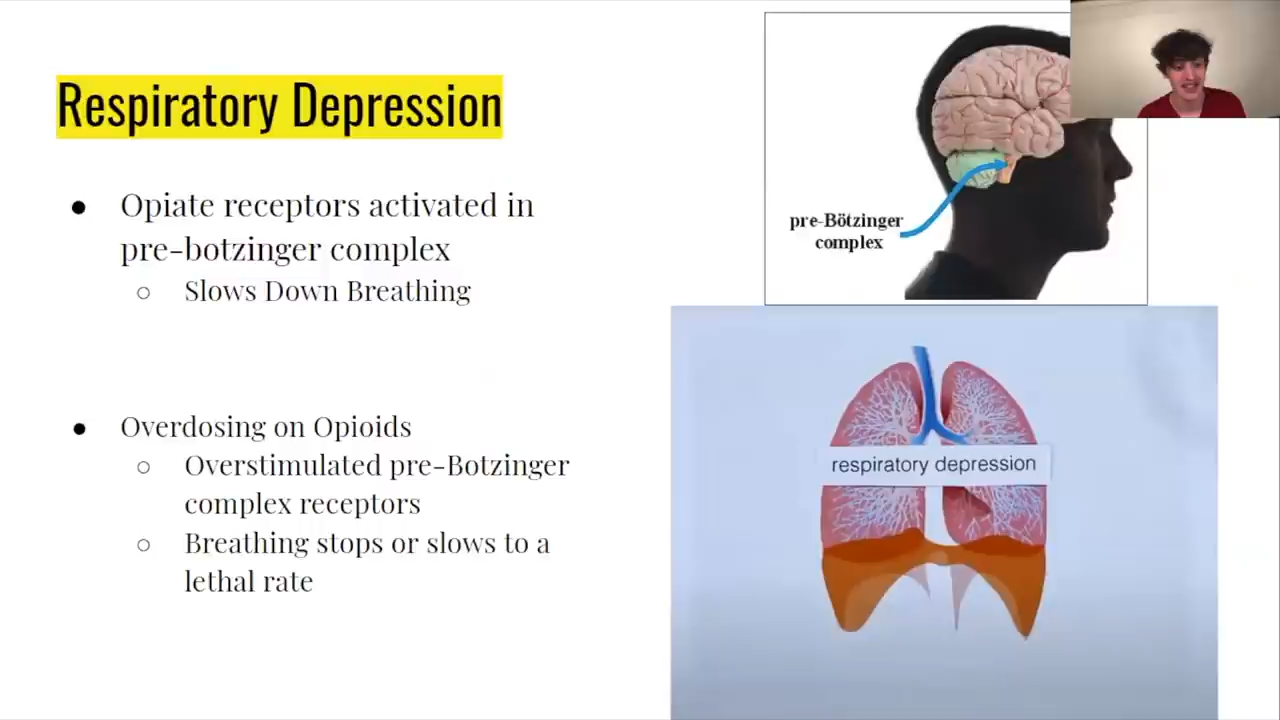 Respiratory Depression
● Opiate receptors activated in
pre-botzinger complex
○ Slows Down Breathing
● Overdosing on Opioids
○ Overstimulated pre-Botzinger
complex receptors
○ Breathing stops or slows to a
lethal rate
pre-Bötzinger
complex
respiratory depression